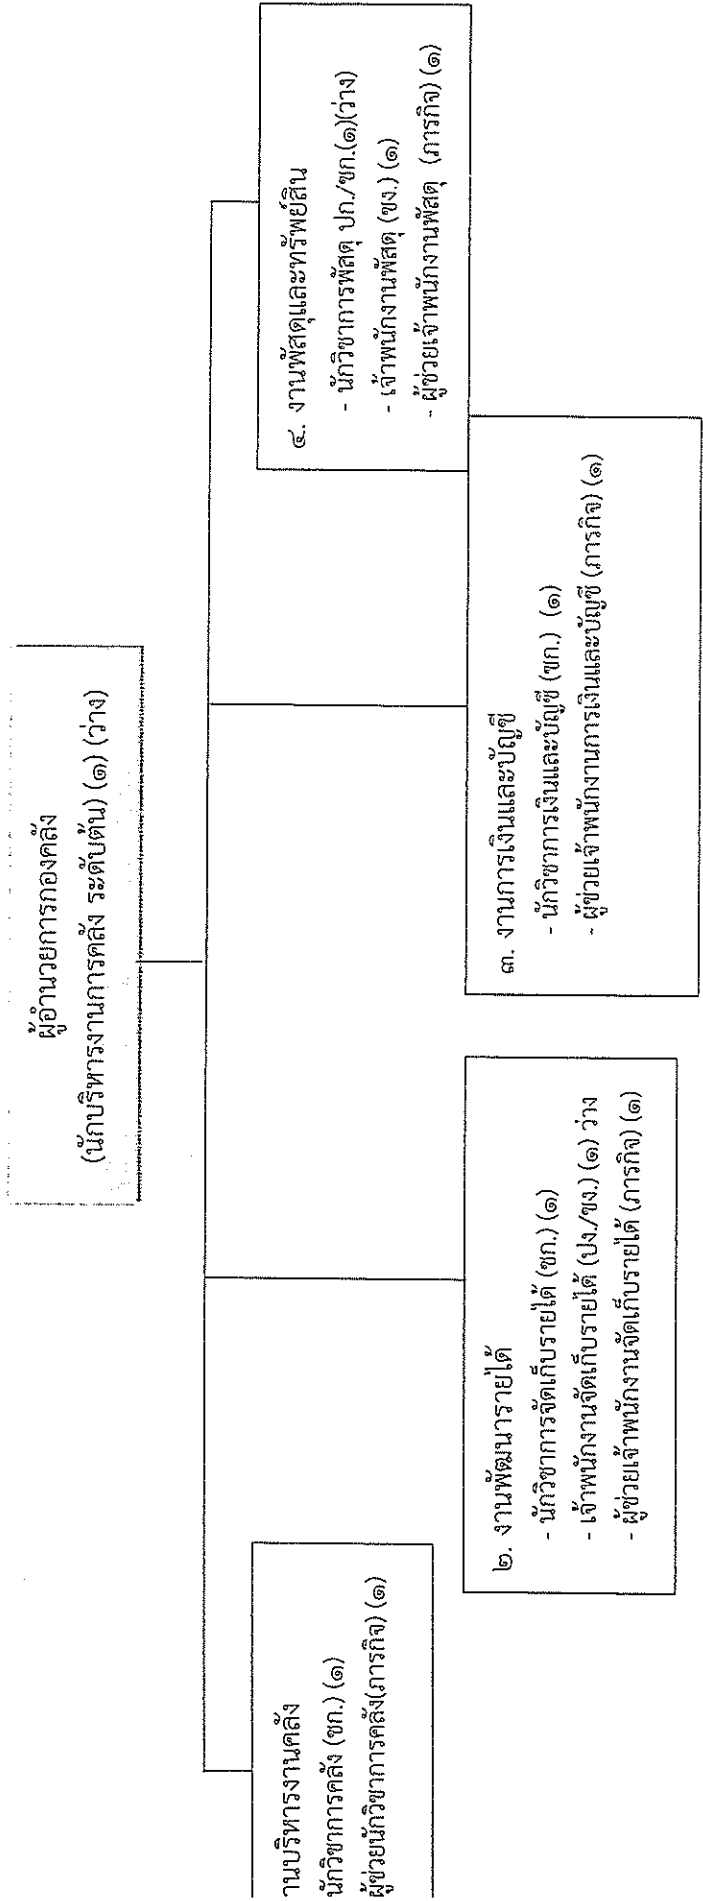 ผู้อำนวยการกองคลัง
(นักบริหารงานการคลัง ระดับต้น) (๑) (ว่าง)
านบริหารงานคลัง
นักวิชาการคลัง (ชก.) (๑)
ผู้ช่วยนักวิชาการคลัง(ภารกิจ) (๑)
๒. งานพัฒนารายได้
- นักวิชาการจัดเก็บรายได้ (ชก.) (๑)
- เจ้าพนักงานจัดเก็บรายได้ (ปง./ชง.) (๑) ว่าง
- ผู้ช่วยเจ้าพนักงานจัดเก็บรายได้ (ภารกิจ) (๑)
๓. งานการเงินและบัญชี
- นักวิชาการเงินและบัญชี (ชก.) (๑)
- ผู้ช่วยเจ้าพนักงานการเงินและบัญชี (ภารกิจ) (๑)
๔. งานพัสดุและทรัพย์สิน
- นักวิชาการพัสดุ ปก./ชก.(๑)(ว่าง)
- เจ้าพนักงานพัสดุ (ชง.) (๑)
- ผู้ช่วยเจ้าพนักงานพัสดุ (ภารกิจ) (๑)